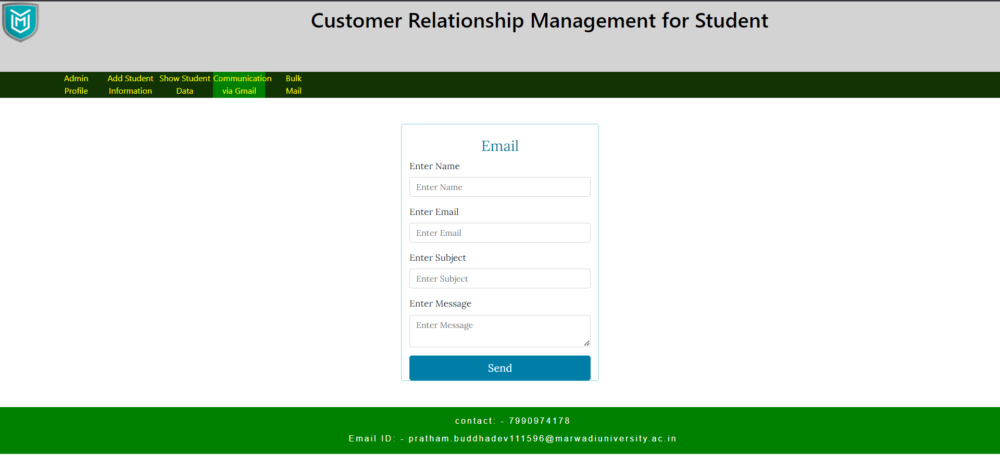 Customer Relationship Management for Student
Admin Profile
Add Student Information
Show Student Data
Communication via Gmail
Bulk Mail
Email
Enter Name
Enter Name
Enter Email
Enter Email
Enter Subject
Enter Subject
Enter Message
Enter Message
Send
contact: - 7990974178
Email ID: - pratham.buddhadev111596@marwadiuniversity.ac.in